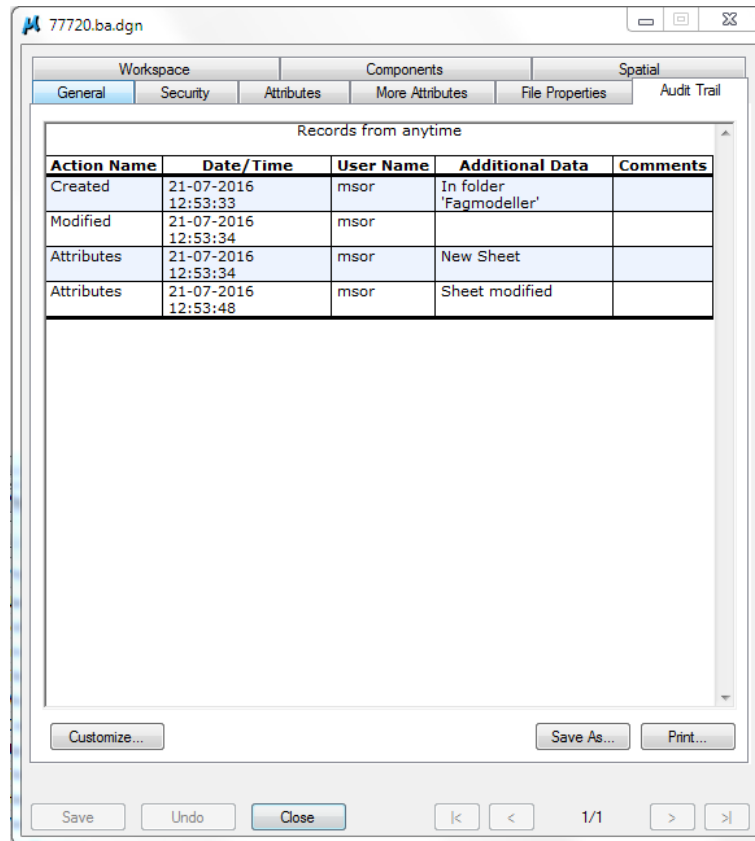 77720.ba.dgn
Workspace Components Spatial
General Security Attributes More Attributes File Properties Audit Trail
Records from anytime
Action Name Date/Time User Name Additional Data Comments
Created 21-07-2016 msor In folder
12:53:33 'Fagmodeller'
Modified 21-07-2016 msor
12:53:34
Attributes 21-07-2016 msor New Sheet
12:53:34
Attributes 21-07-2016 msor Sheet modified
12:53:48
Customize... Save As... Print...
Save Undo Close |< < 1/1 > >|